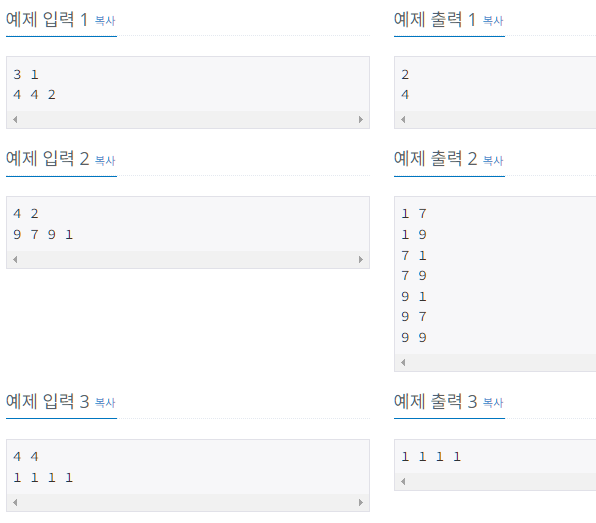 예제 입력 1 복사
3 1
4 4 2
예제 출력 1 복사
2
4
예제 입력 2 복사
4 2
9 7 9 1
예제 출력 2 복사
1 7
1 9
7 1
7 9
9 1
9 7
9 9
예제 입력 3 복사
4 4
1 1 1 1
예제 출력 3 복사
1 1 1 1